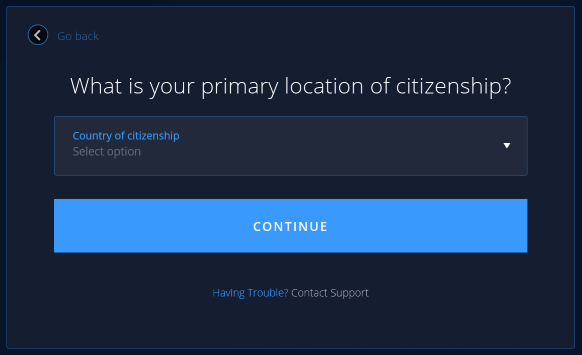 Go back
What is your primary location of citizenship?
Country of citizenship
Select option
CONTINUE
Having Trouble? Contact Support